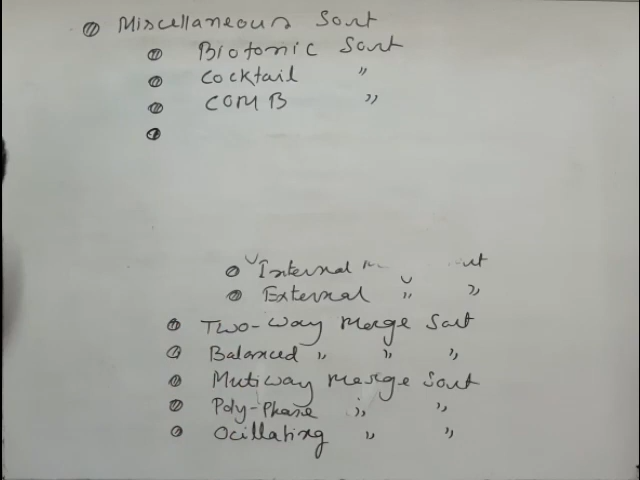 Miscellaneous Sort
Biotonic Sort
Cocktail "
COMB "
Internal
External " "
Two-way Merge Sort
Balanced " " "
Mutiway Merge Sort
Poly-Phase " "
Ocillating " "